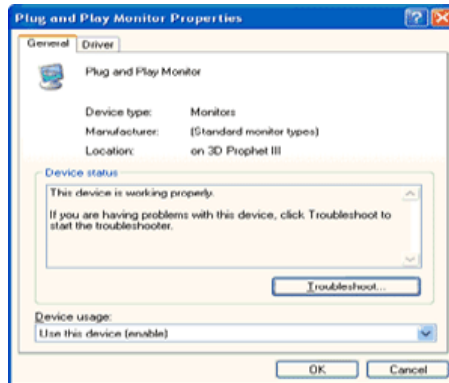 Plug and Play Monitor Properties
General Driver
Plug and Play Monitor
Device type: Monitors
Manufacturer: (Standard monitor types)
Location: on 3D Prophet III
Device status
This device is working properly.
If you are having problems with this device, click Troubleshoot to
start the troubleshooter.
Troubleshoot...
Device usage:
Use this device (enable)
OK Cancel